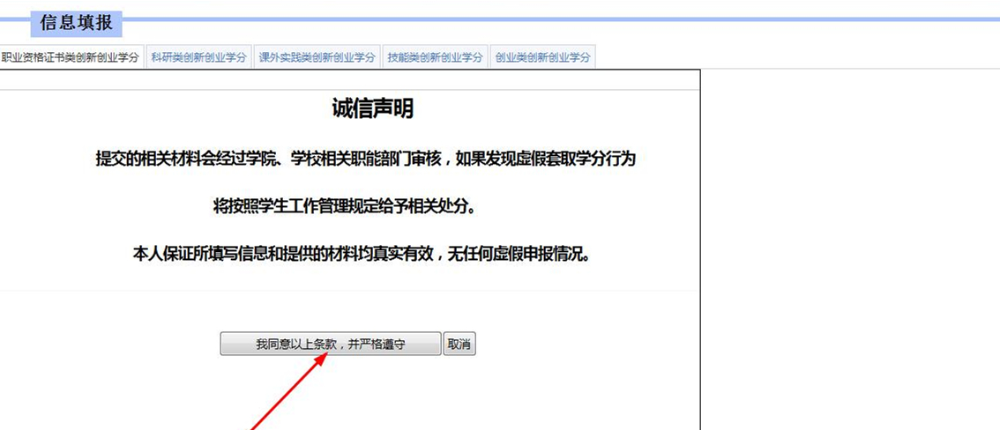 信息填报
职业资格证书类创新创业学分 科研类创新创业学分 课外实践类创新创业学分 技能类创新创业学分 创业类创新创业学分
诚信声明
提交的相关材料会经过学院、学校相关职能部门审核，如果发现虚假套取学分行为
将按照学生工作管理规定给予相关处分。
本人保证所填写信息和提供的材料均真实有效，无任何虚假申报情况。
我同意以上条款，并严格遵守 取消